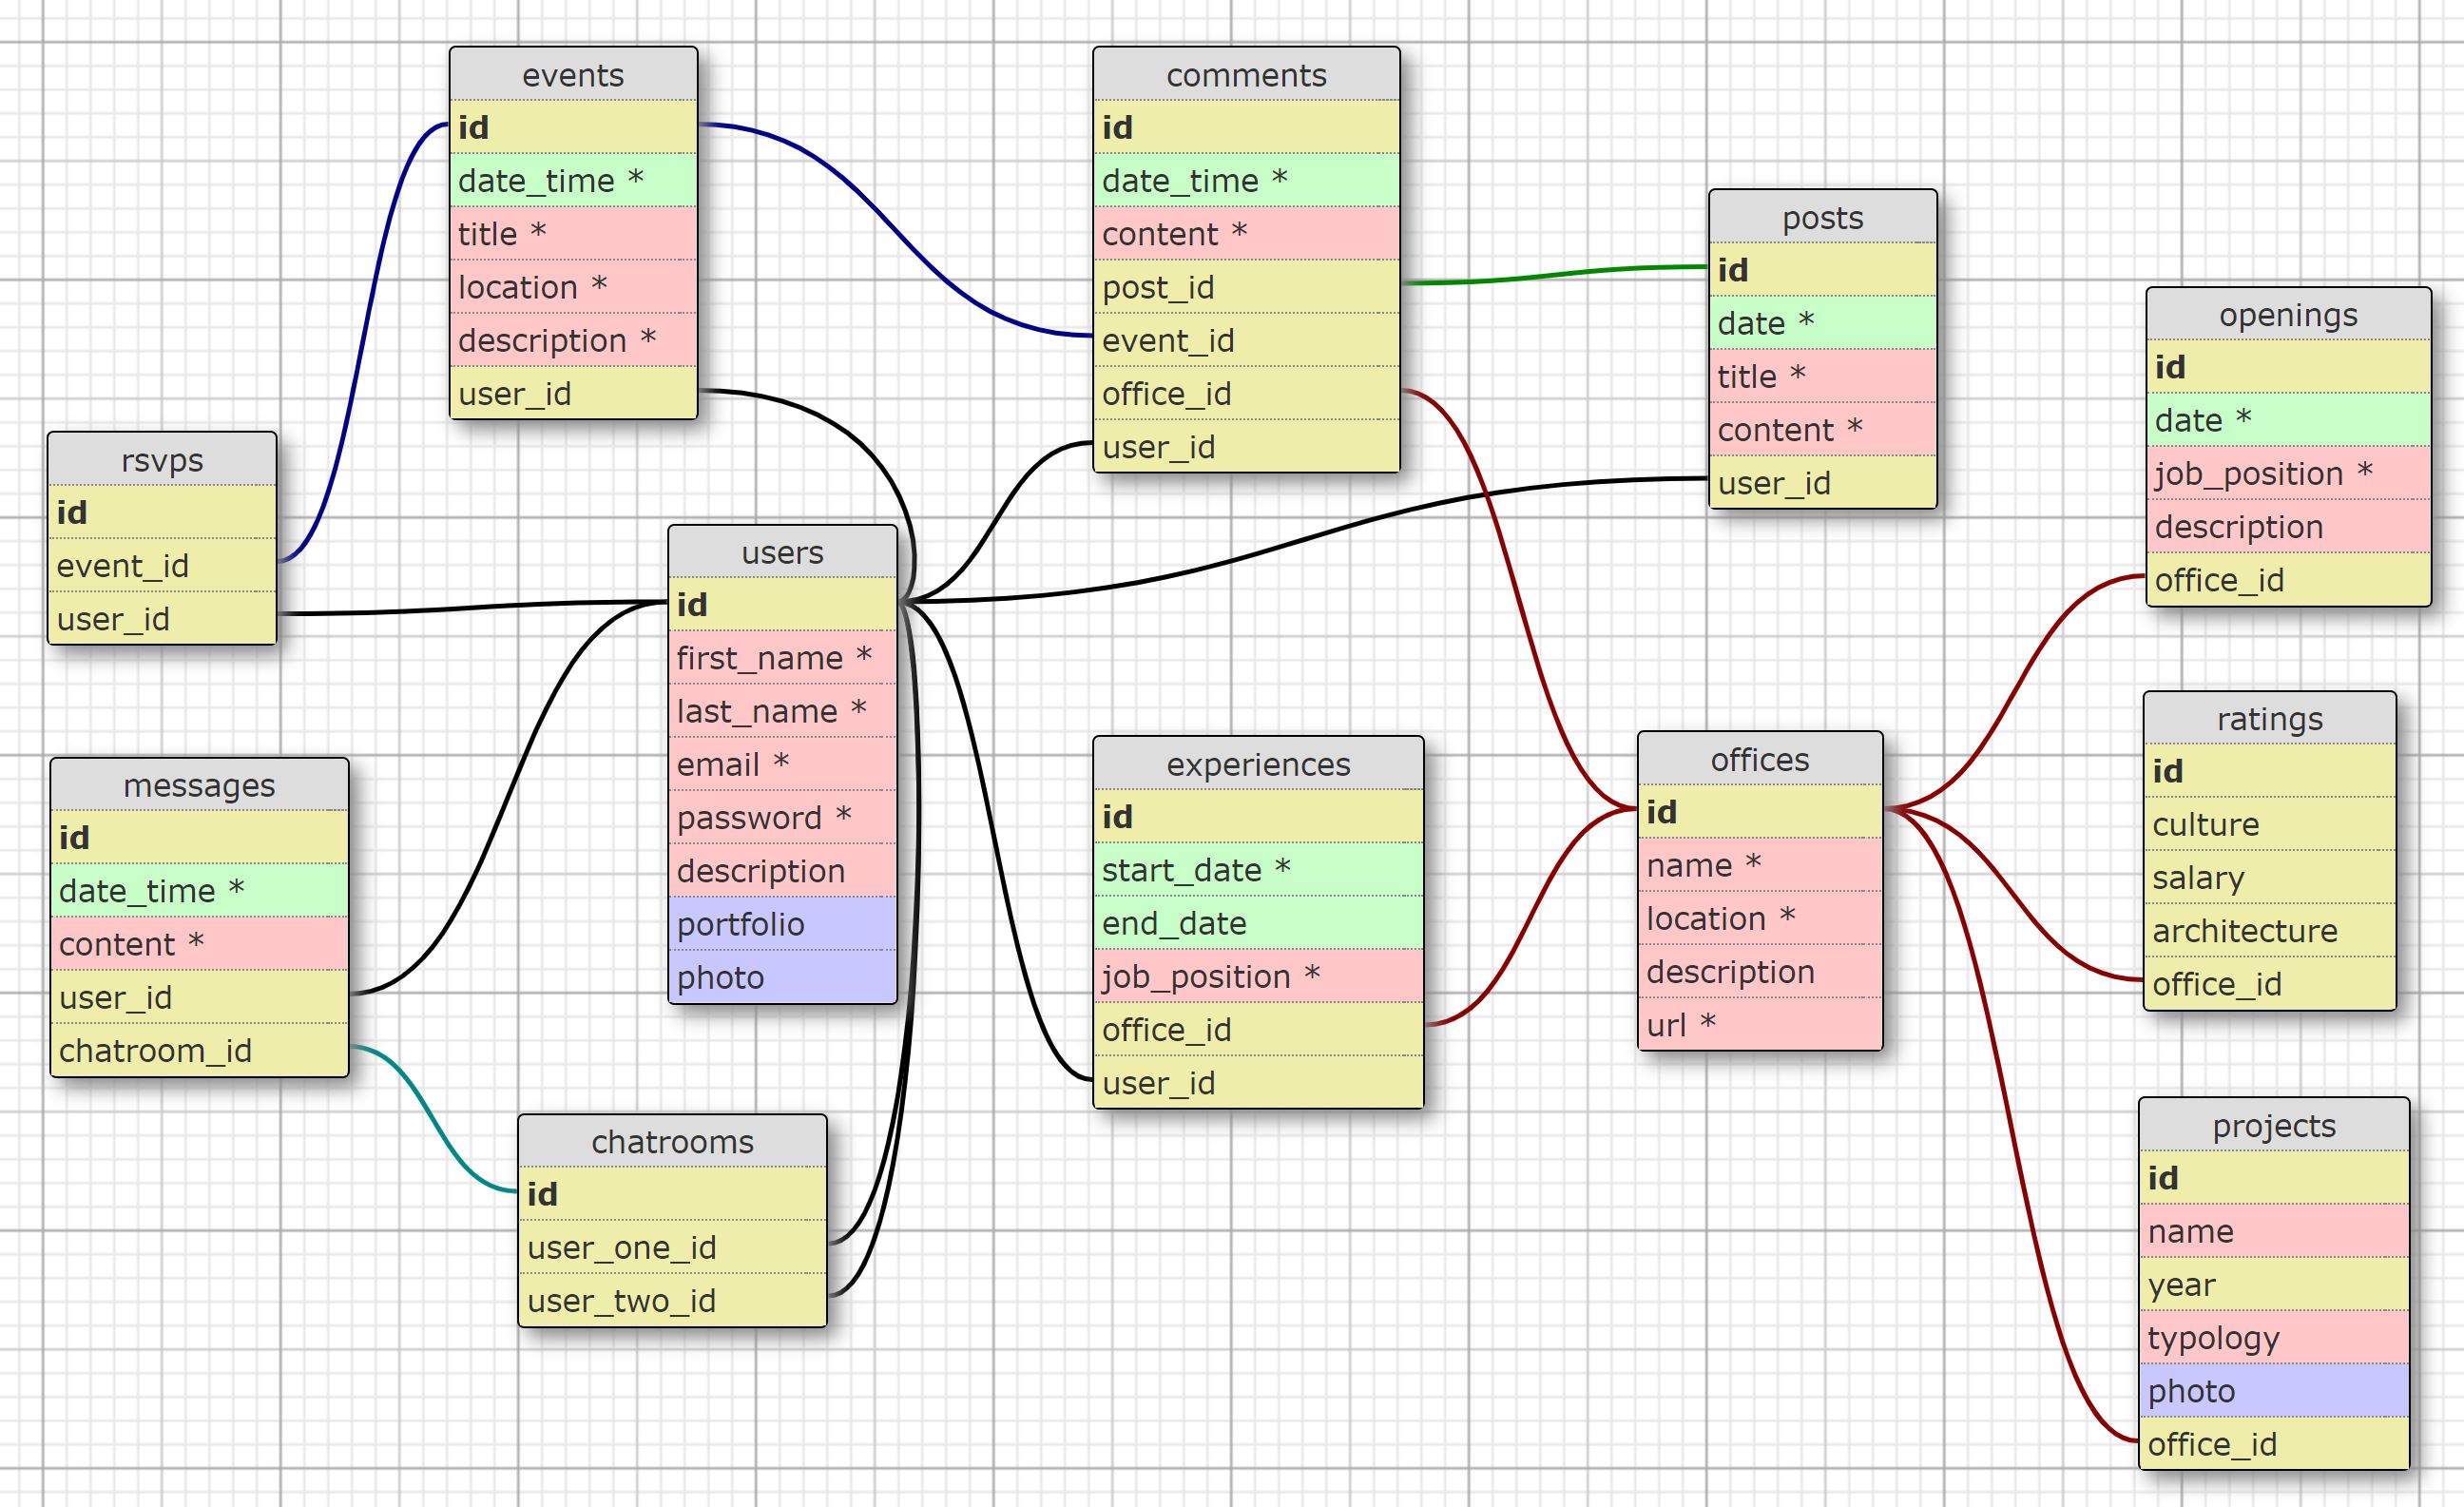 events
id
date_time *
title *
location *
description *
user_id
comments
id
date_time *
content *
post_id
event_id
office_id
user_id
posts
id
date *
title *
content *
user_id
openings
id
date *
job_position *
description
office_id
rsvps
id
event_id
user_id
users
id
first_name *
last_name *
email *
password *
description
portfolio
photo
messages
id
date_time *
content *
user_id
chatroom_id
experiences
id
start_date *
end_date
job_position *
office_id
user_id
offices
id
name *
location *
description
url *
ratings
id
culture
salary
architecture
office_id
chatrooms
id
user_one_id
user_two_id
projects
id
name
year
typology
photo
office_id